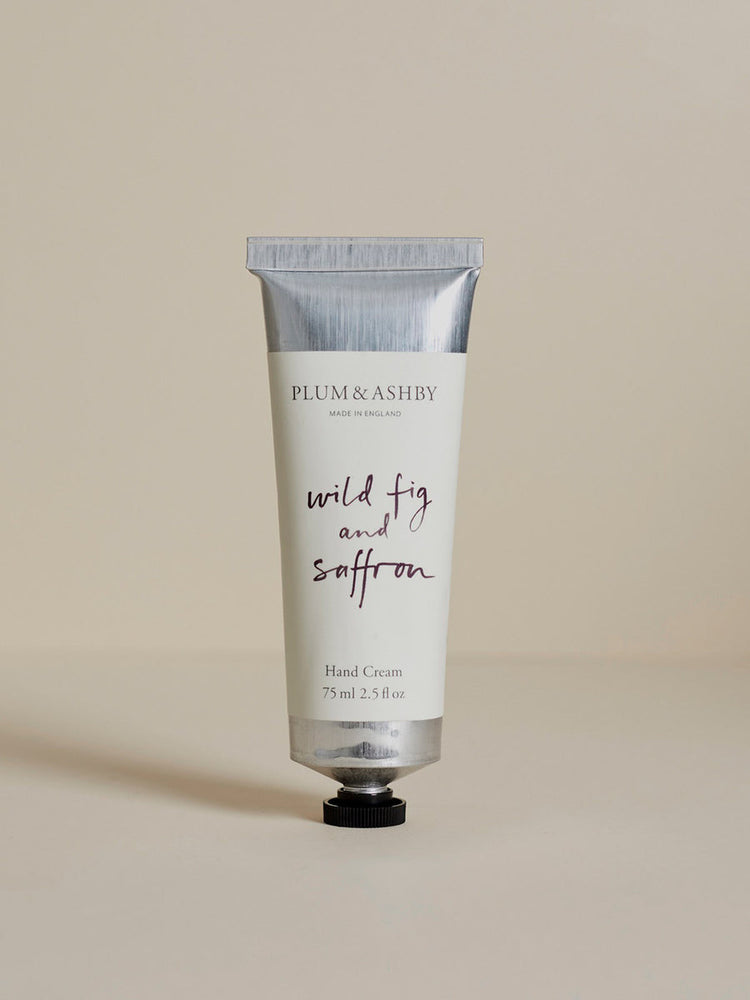 PLUM & ASHBY
MADE IN ENGLAND
wild fig
and
saffron
Hand Cream
75 ml 2.5 fl oz